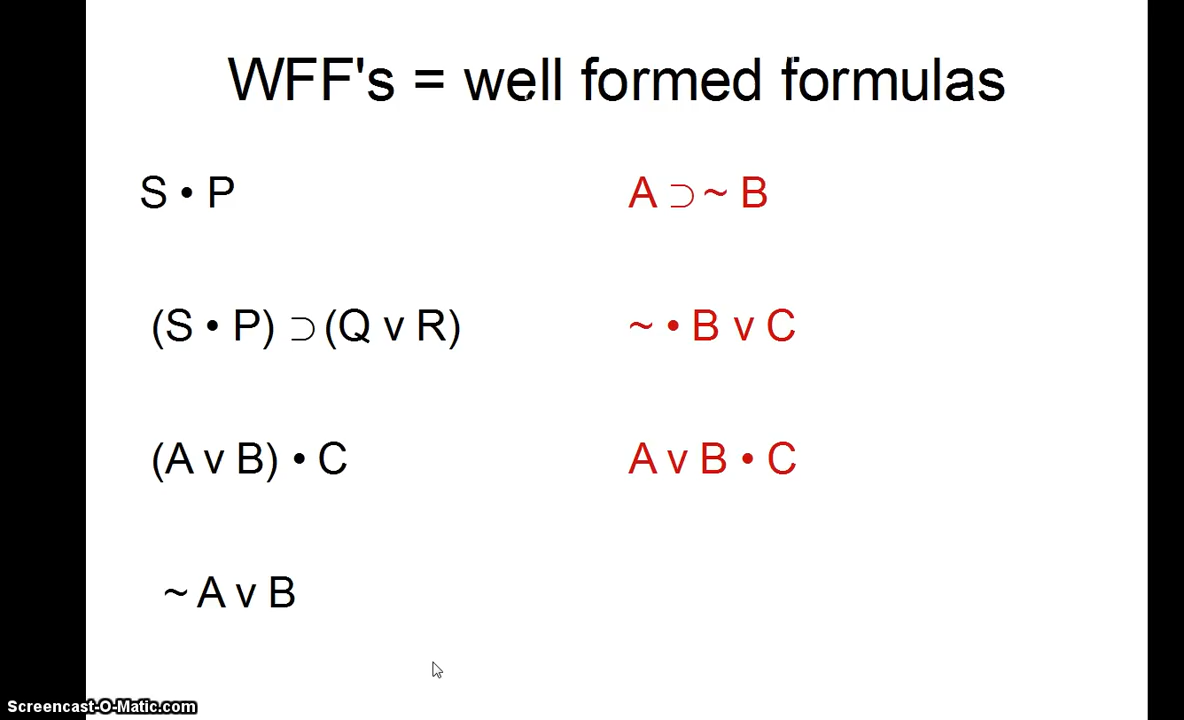 WFF's = well formed formulas
S • P
A ⊃ ~ B
(S • P) ⊃ (Q v R)
~ • B v C
(A v B) • C
A v B • C
~ A v B
Screencast-O-Matic.com